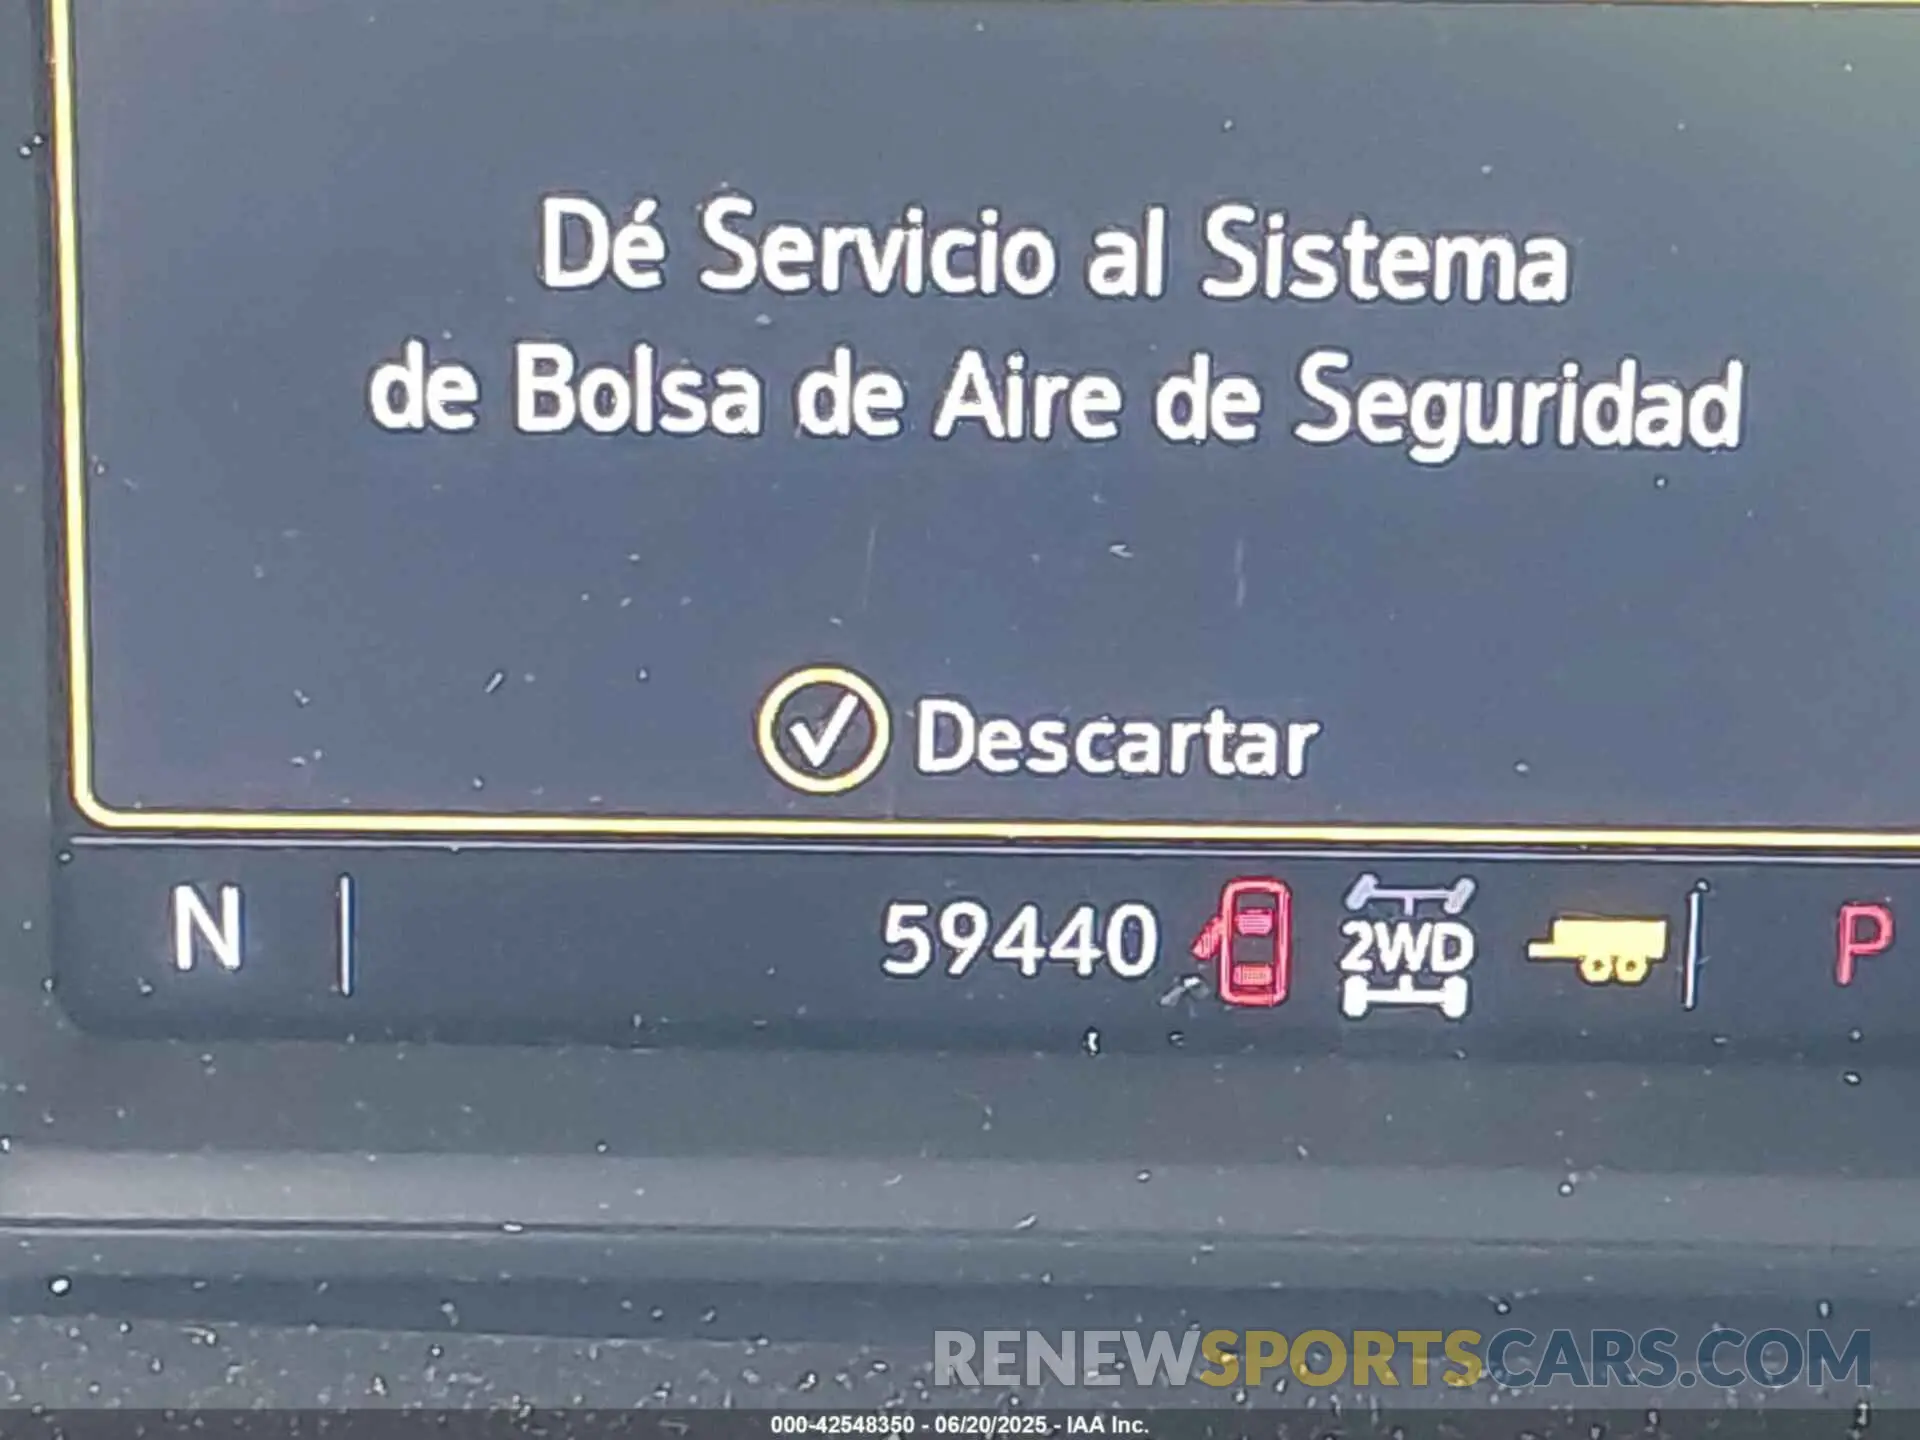 Dé Servicio al Sistema
de Bolsa de Aire de Seguridad
Descartar
N 59440 2WD P
RENEWSPORTSCARS.COM
000-42548350 - 06/20/2025 - IAA Inc.